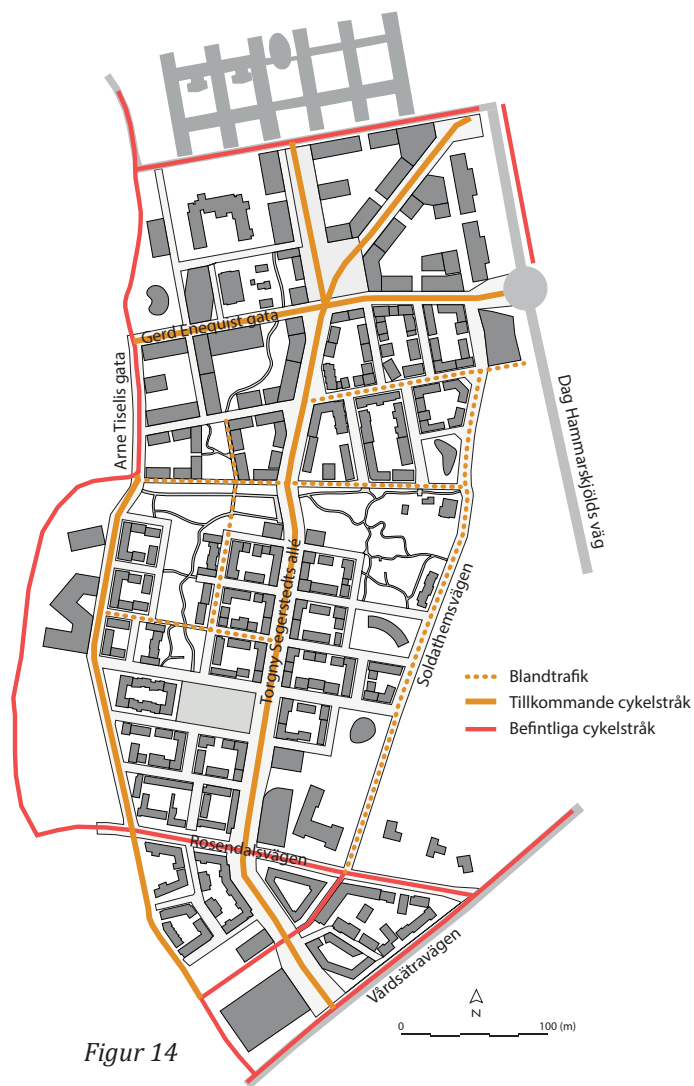 Gerd Enequist gata
Arne Tiselis gata
Dag Hammarskjölds väg
Torgny Segerstedts allé
Soldathemsvägen
Blandtrafik
Tillkommande cykelstråk
Befintliga cykelstråk
Rosendalsvägen
Vårdsätravägen
N
0 100 (m)
Figur 14